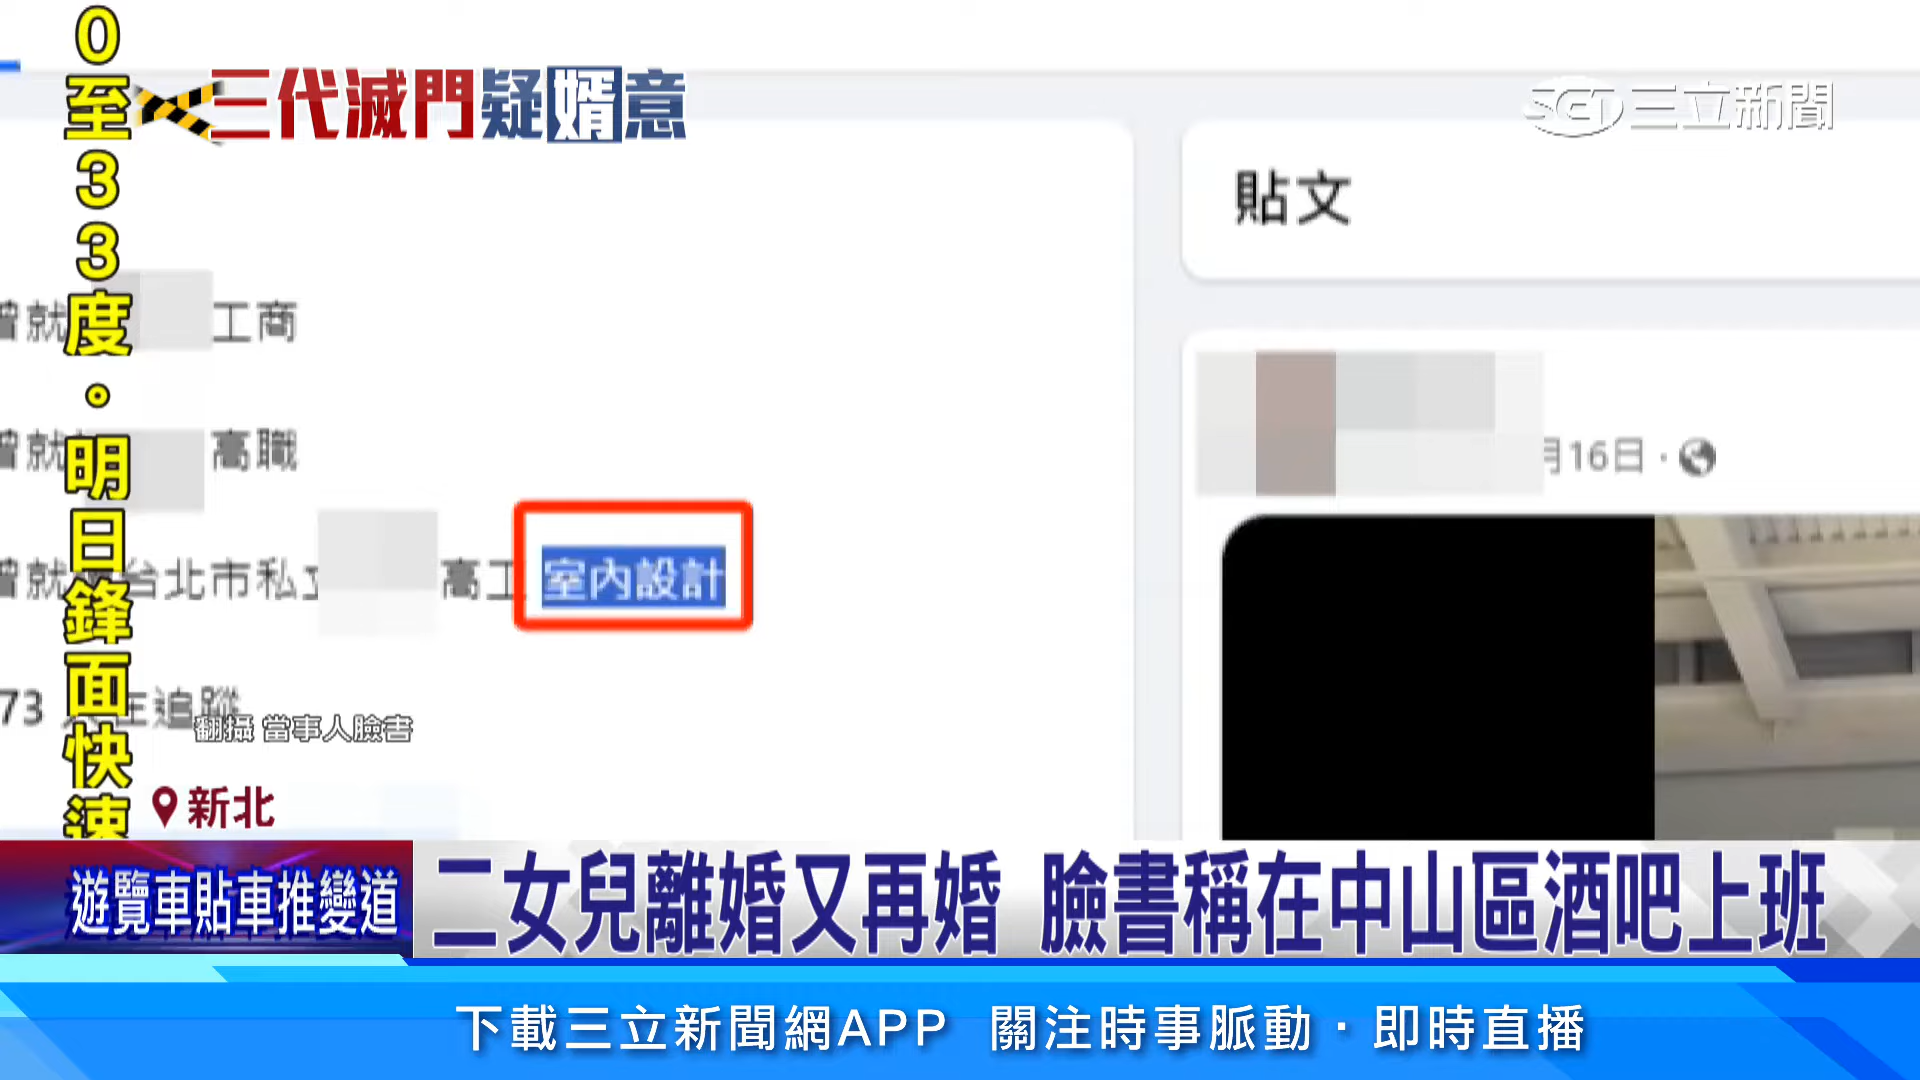 0至33度。明日鋒面快速
三代滅門疑婿意
SET三立新聞
貼文
曾就 工商
曾就 高職
曾就 台北市私立 高工 室內設計
月16日
73 追蹤
翻攝 當事人臉書
新北
遊覽車貼車推變道
二女兒離婚又再婚 臉書稱在中山區酒吧上班
下載三立新聞網APP 關注時事脈動・即時直播